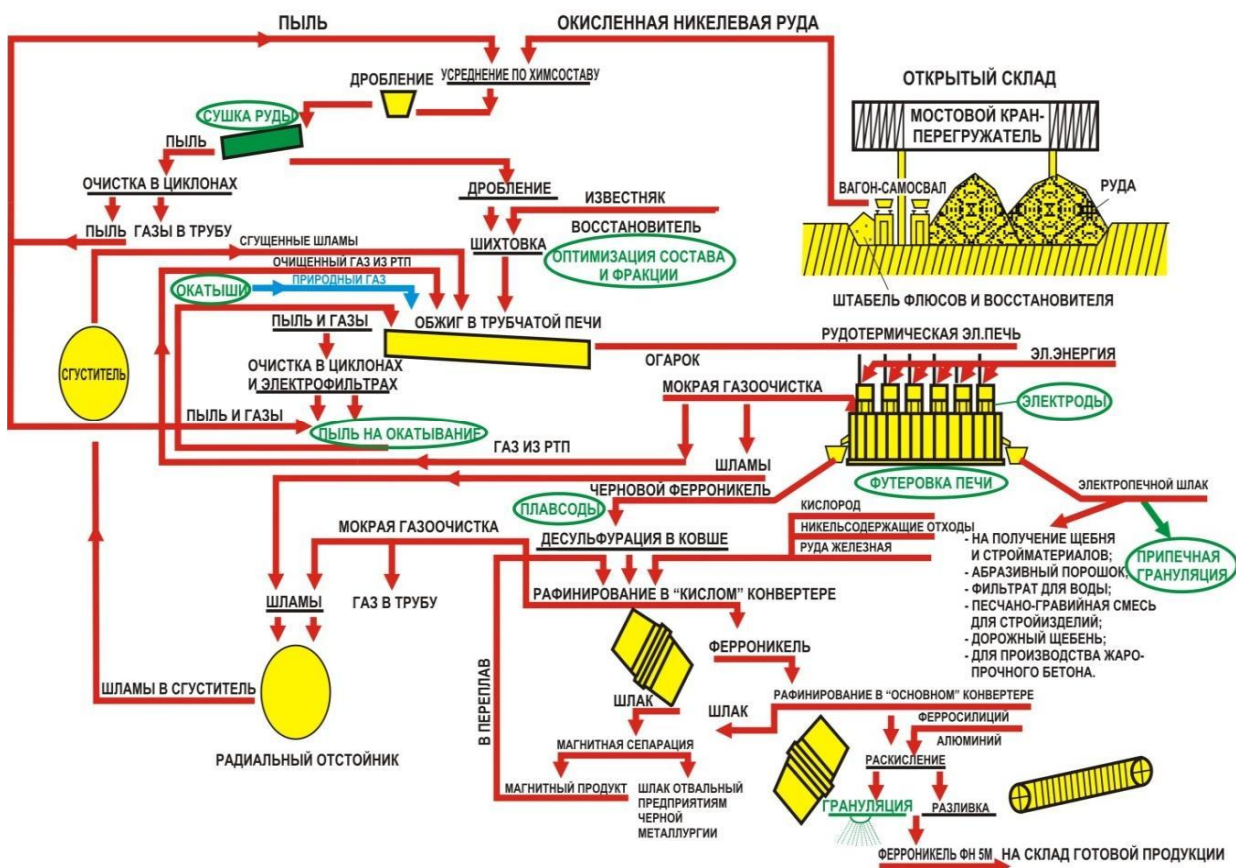 ПЫЛЬ
ОКИСЛЕННАЯ НИКЕЛЕВАЯ РУДА
ДРОБЛЕНИЕ
УСРЕДНЕНИЕ ПО ХИМСОСТАВУ
ОТКРЫТЫЙ СКЛАД
МОСТОВОЙ КРАН-
ПЕРЕГРУЖАТЕЛЬ
СУШКА РУДЫ
ПЫЛЬ
ОЧИСТКА В ЦИКЛОНАХ
ДРОБЛЕНИЕ
ИЗВЕСТНЯК
ВАГОН-САМОСВАЛ
РУДА
ПЫЛЬ
ГАЗЫ В ТРУБУ
ВОССТАНОВИТЕЛЬ
СГУЩЕННЫЕ ШЛАМЫ
ШИХТОВКА
ОПТИМИЗАЦИЯ СОСТАВА
И ФРАКЦИИ
ОЧИЩЕННЫЙ ГАЗ ИЗ РТП
ОКАТЫШИ
ПРИРОДНЫЙ ГАЗ
ШТАБЕЛЬ ФЛЮСОВ И ВОССТАНОВИТЕЛЯ
ПЫЛЬ И ГАЗЫ
ОБЖИГ В ТРУБЧАТОЙ ПЕЧИ
РУДОТЕРМИЧЕСКАЯ ЭЛ.ПЕЧЬ
ОГАРОК
ЭЛ.ЭНЕРГИЯ
СГУСТИТЕЛЬ
ОЧИСТКА В ЦИКЛОНАХ
И ЭЛЕКТРОФИЛЬТРАХ
МОКРАЯ ГАЗООЧИСТКА
ЭЛЕКТРОДЫ
ПЫЛЬ И ГАЗЫ
ПЫЛЬ НА ОКАТЫВАНИЕ
ГАЗ ИЗ РТП
ШЛАМЫ
ФУТЕРОВКА ПЕЧИ
ЭЛЕКТРОПЕЧНОЙ ШЛАК
ЧЕРНОВОЙ ФЕРРОНИКЕЛЬ
ПЛАВСОДЫ
КИСЛОРОД
МОКРАЯ ГАЗООЧИСТКА
ДЕСУЛЬФУРАЦИЯ В КОВШЕ
НИКЕЛЬСОДЕРЖАЩИЕ ОТХОДЫ
РУДА ЖЕЛЕЗНАЯ
- НА ПОЛУЧЕНИЕ ЩЕБНЯ
И СТРОЙМАТЕРИАЛОВ;
- АБРАЗИВНЫЙ ПОРОШОК;
- ФИЛЬТРАТ ДЛЯ ВОДЫ;
- ПЕСЧАНО-ГРАВИЙНАЯ СМЕСЬ
ДЛЯ СТРОЙИЗДЕЛИЙ;
- ДОРОЖНЫЙ ЩЕБЕНЬ;
- ДЛЯ ПРОИЗВОДСТВА ЖАРО-
ПРОЧНОГО БЕТОНА.
ПРИПЕЧНАЯ
ГРАНУЛЯЦИЯ
ШЛАМЫ
ГАЗ В ТРУБУ
РАФИНИРОВАНИЕ В “КИСЛОМ” КОНВЕРТЕРЕ
ФЕРРОНИКЕЛЬ
ШЛАМЫ В СГУСТИТЕЛЬ
В ПЕРЕПЛАВ
ШЛАК
ШЛАК
РАФИНИРОВАНИЕ В “ОСНОВНОМ” КОНВЕРТЕРЕ
ФЕРРОСИЛИЦИЙ
АЛЮМИНИЙ
РАДИАЛЬНЫЙ ОТСТОЙНИК
МАГНИТНАЯ СЕПАРАЦИЯ
РАСКИСЛЕНИЕ
МАГНИТНЫЙ ПРОДУКТ
ШЛАК ОТВАЛЬНЫЙ
ПРЕДПРИЯТИЯМ
ЧЕРНОЙ
МЕТАЛЛУРГИИ
ГРАНУЛЯЦИЯ
РАЗЛИВКА
ФЕРРОНИКЕЛЬ ФН 5М
НА СКЛАД ГОТОВОЙ ПРОДУКЦИИ